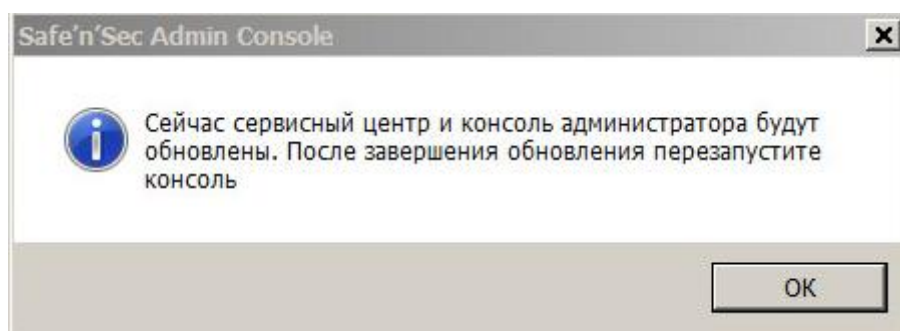 Safe'n'Sec Admin Console
Сейчас сервисный центр и консоль администратора будут
обновлены. После завершения обновления перезапустите
консоль
OK